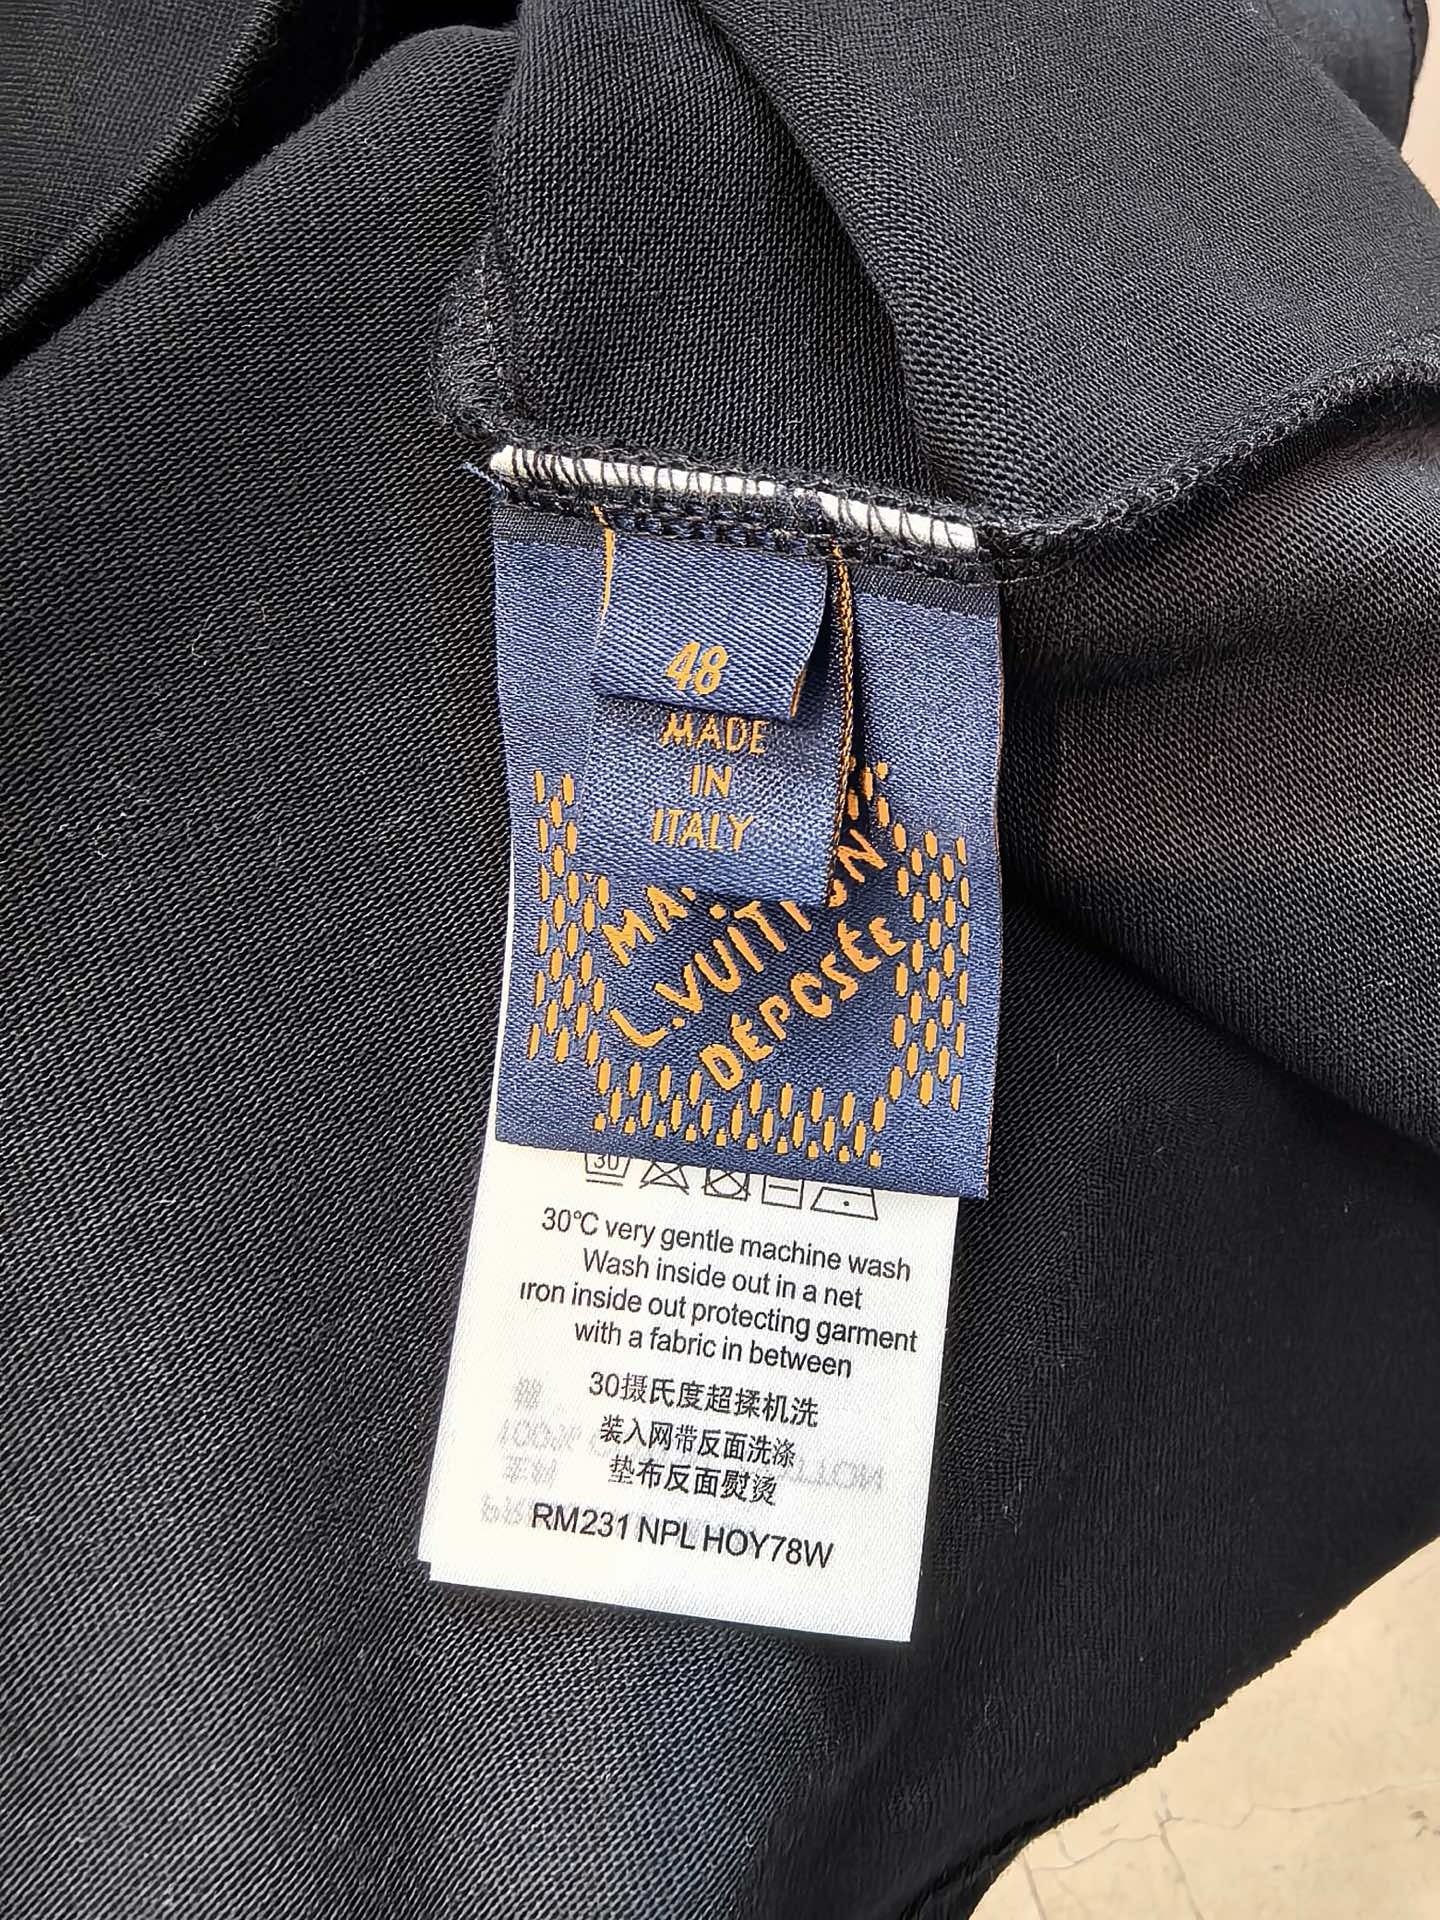 48
MADE
IN
ITALY
L.VUITTON
DÉPOSÉE
30
30°C very gentle machine wash
Wash inside out in a net
Iron inside out protecting garment
with a fabric in between
30摄氏度超揉机洗
装入网带反面洗涤
垫布反面熨烫
RM231 NPL HOY78W